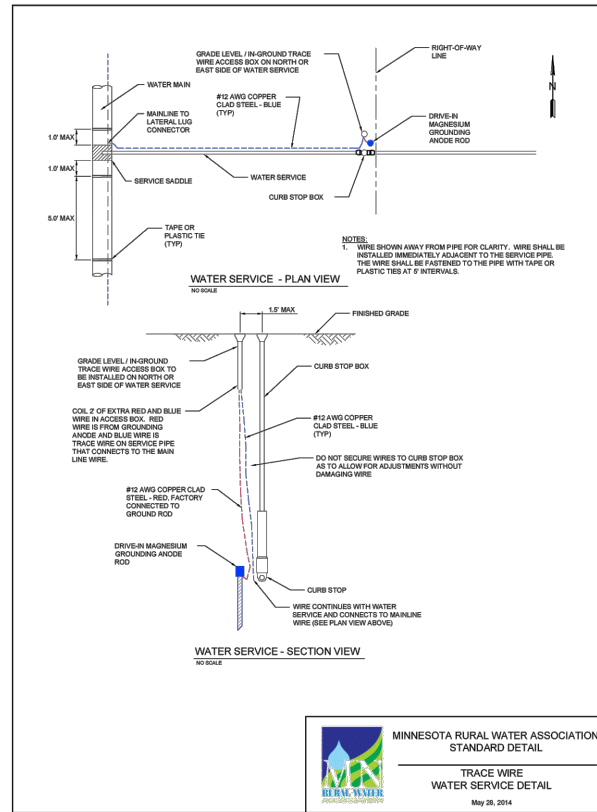 GRADE LEVEL / IN-GROUND TRACE
WIRE ACCESS BOX ON NORTH OR
EAST SIDE OF WATER SERVICE
RIGHT-OF-WAY
LINE
WATER MAIN
#12 AWG COPPER
CLAD STEEL - BLUE
(TYP)
MAINLINE TO
LATERAL LUG
CONNECTOR
DRIVE-IN
MAGNESIUM
GROUNDING
ANODE ROD
N
1.0' MAX
1.0' MAX
5.0' MAX
SERVICE SADDLE
WATER SERVICE
CURB STOP BOX
TAPE OR
PLASTIC TIE
(TYP)
NOTES:
1. WIRE SHOWN AWAY FROM PIPE FOR CLARITY. WIRE SHALL BE
INSTALLED IMMEDIATELY ADJACENT TO THE SERVICE PIPE.
THE WIRE SHALL BE FASTENED TO THE PIPE WITH TAPE OR
PLASTIC TIES AT 5' INTERVALS.
WATER SERVICE - PLAN VIEW
NO SCALE
1.5' MAX
FINISHED GRADE
GRADE LEVEL / IN-GROUND
TRACE WIRE ACCESS BOX TO
BE INSTALLED ON NORTH OR
EAST SIDE OF WATER SERVICE
CURB STOP BOX
COIL 2' OF EXTRA RED AND BLUE
WIRE IN ACCESS BOX. RED
WIRE IS FROM GROUNDING
ANODE AND BLUE WIRE IS
TRACE WIRE ON SERVICE PIPE
THAT CONNECTS TO THE MAIN
LINE WIRE.
#12 AWG COPPER
CLAD STEEL - BLUE
(TYP)
DO NOT SECURE WIRES TO CURB STOP BOX
AS TO ALLOW FOR ADJUSTMENTS WITHOUT
DAMAGING WIRE
#12 AWG COPPER CLAD
STEEL - RED, FACTORY
CONNECTED TO
GROUND ROD
DRIVE-IN MAGNESIUM
GROUNDING ANODE
ROD
CURB STOP
WIRE CONTINUES WITH WATER
SERVICE AND CONNECTS TO MAINLINE
WIRE (SEE PLAN VIEW ABOVE)
WATER SERVICE - SECTION VIEW
NO SCALE
MN
RURAL WATER
ASSOCIATION
MINNESOTA RURAL WATER ASSOCIATION
STANDARD DETAIL
TRACE WIRE
WATER SERVICE DETAIL
May 28, 2014